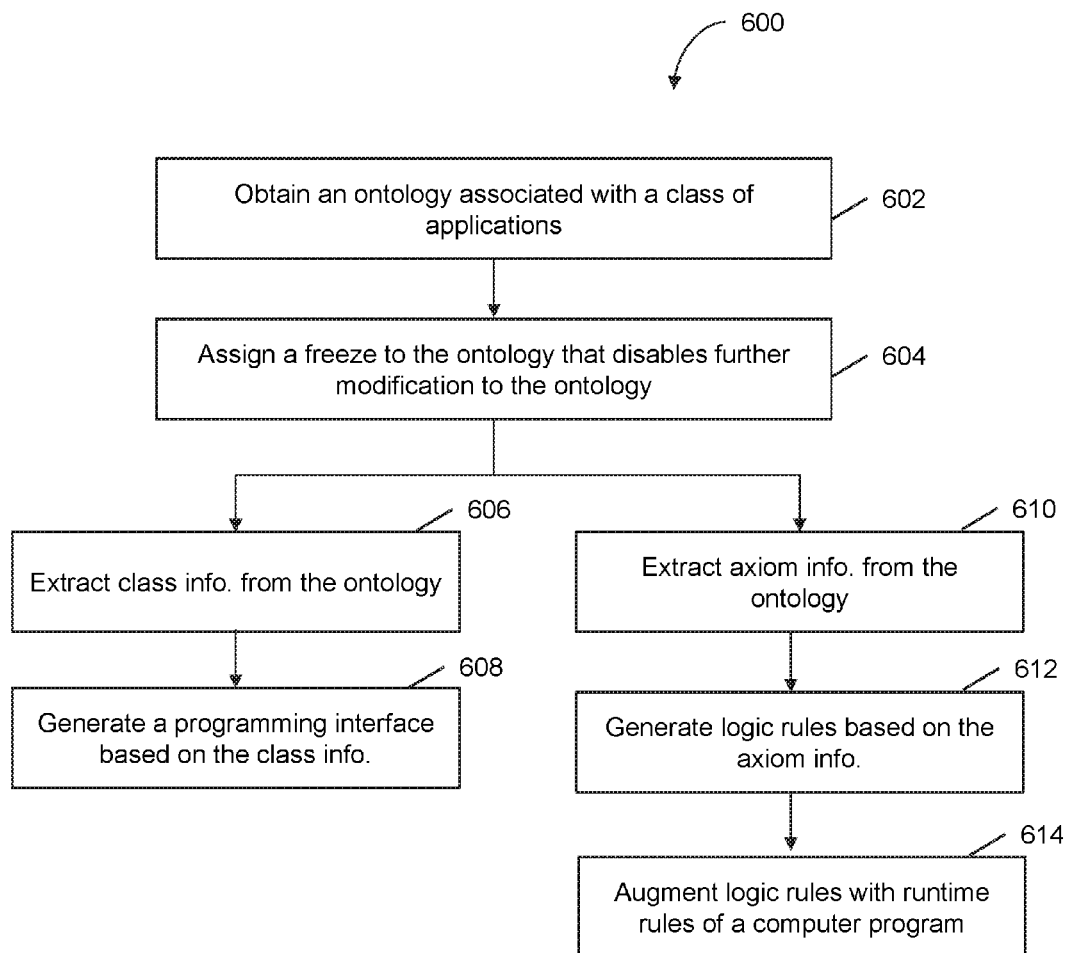 600
Obtain an ontology associated with a class of
applications
602
Assign a freeze to the ontology that disables further
modification to the ontology
604
606
Extract class info. from the ontology
608
Generate a programming interface
based on the class info.
610
Extract axiom info. from the
ontology
612
Generate logic rules based on the
axiom info.
614
Augment logic rules with runtime
rules of a computer program